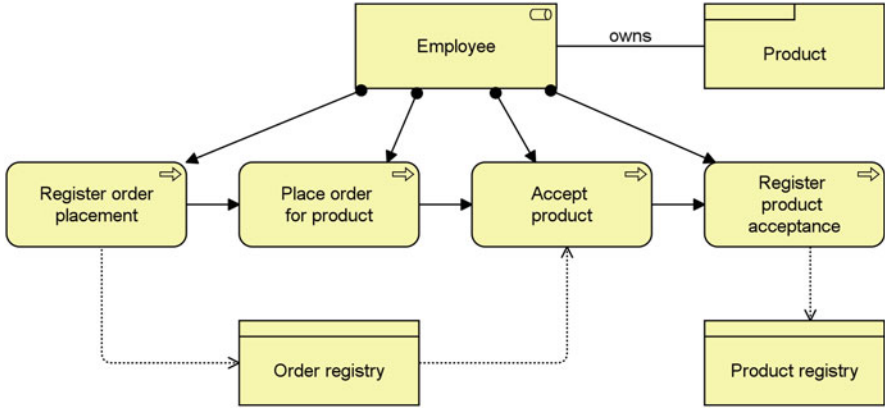 Employee
owns
Product
Register order
placement
Place order
for product
Accept
product
Register
product
acceptance
Order registry
Product registry